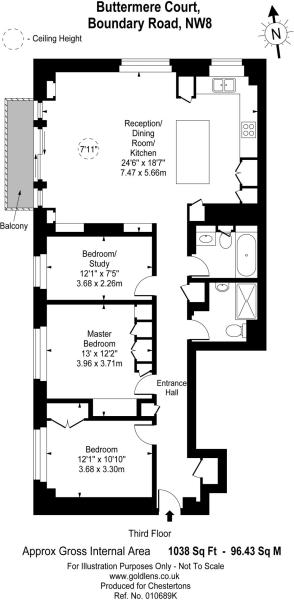 Buttermere Court,
Boundary Road, NW8
- Ceiling Height
N
Reception/
Dining
Room/
Kitchen
24'6" x 18'7"
7.47 x 5.66m
7'11"
Balcony
Bedroom/
Study
12'1" x 7'5"
3.68 x 2.26m
Master
Bedroom
13' x 12'2"
3.96 x 3.71m
Entrance
Hall
Bedroom
12'1" x 10'10"
3.68 x 3.30m
Third Floor
Approx Gross Internal Area 1038 Sq Ft - 96.43 Sq M
For Illustration Purposes Only - Not To Scale
www.goldlens.co.uk
Produced for Chestertons
Ref. No. 010689K